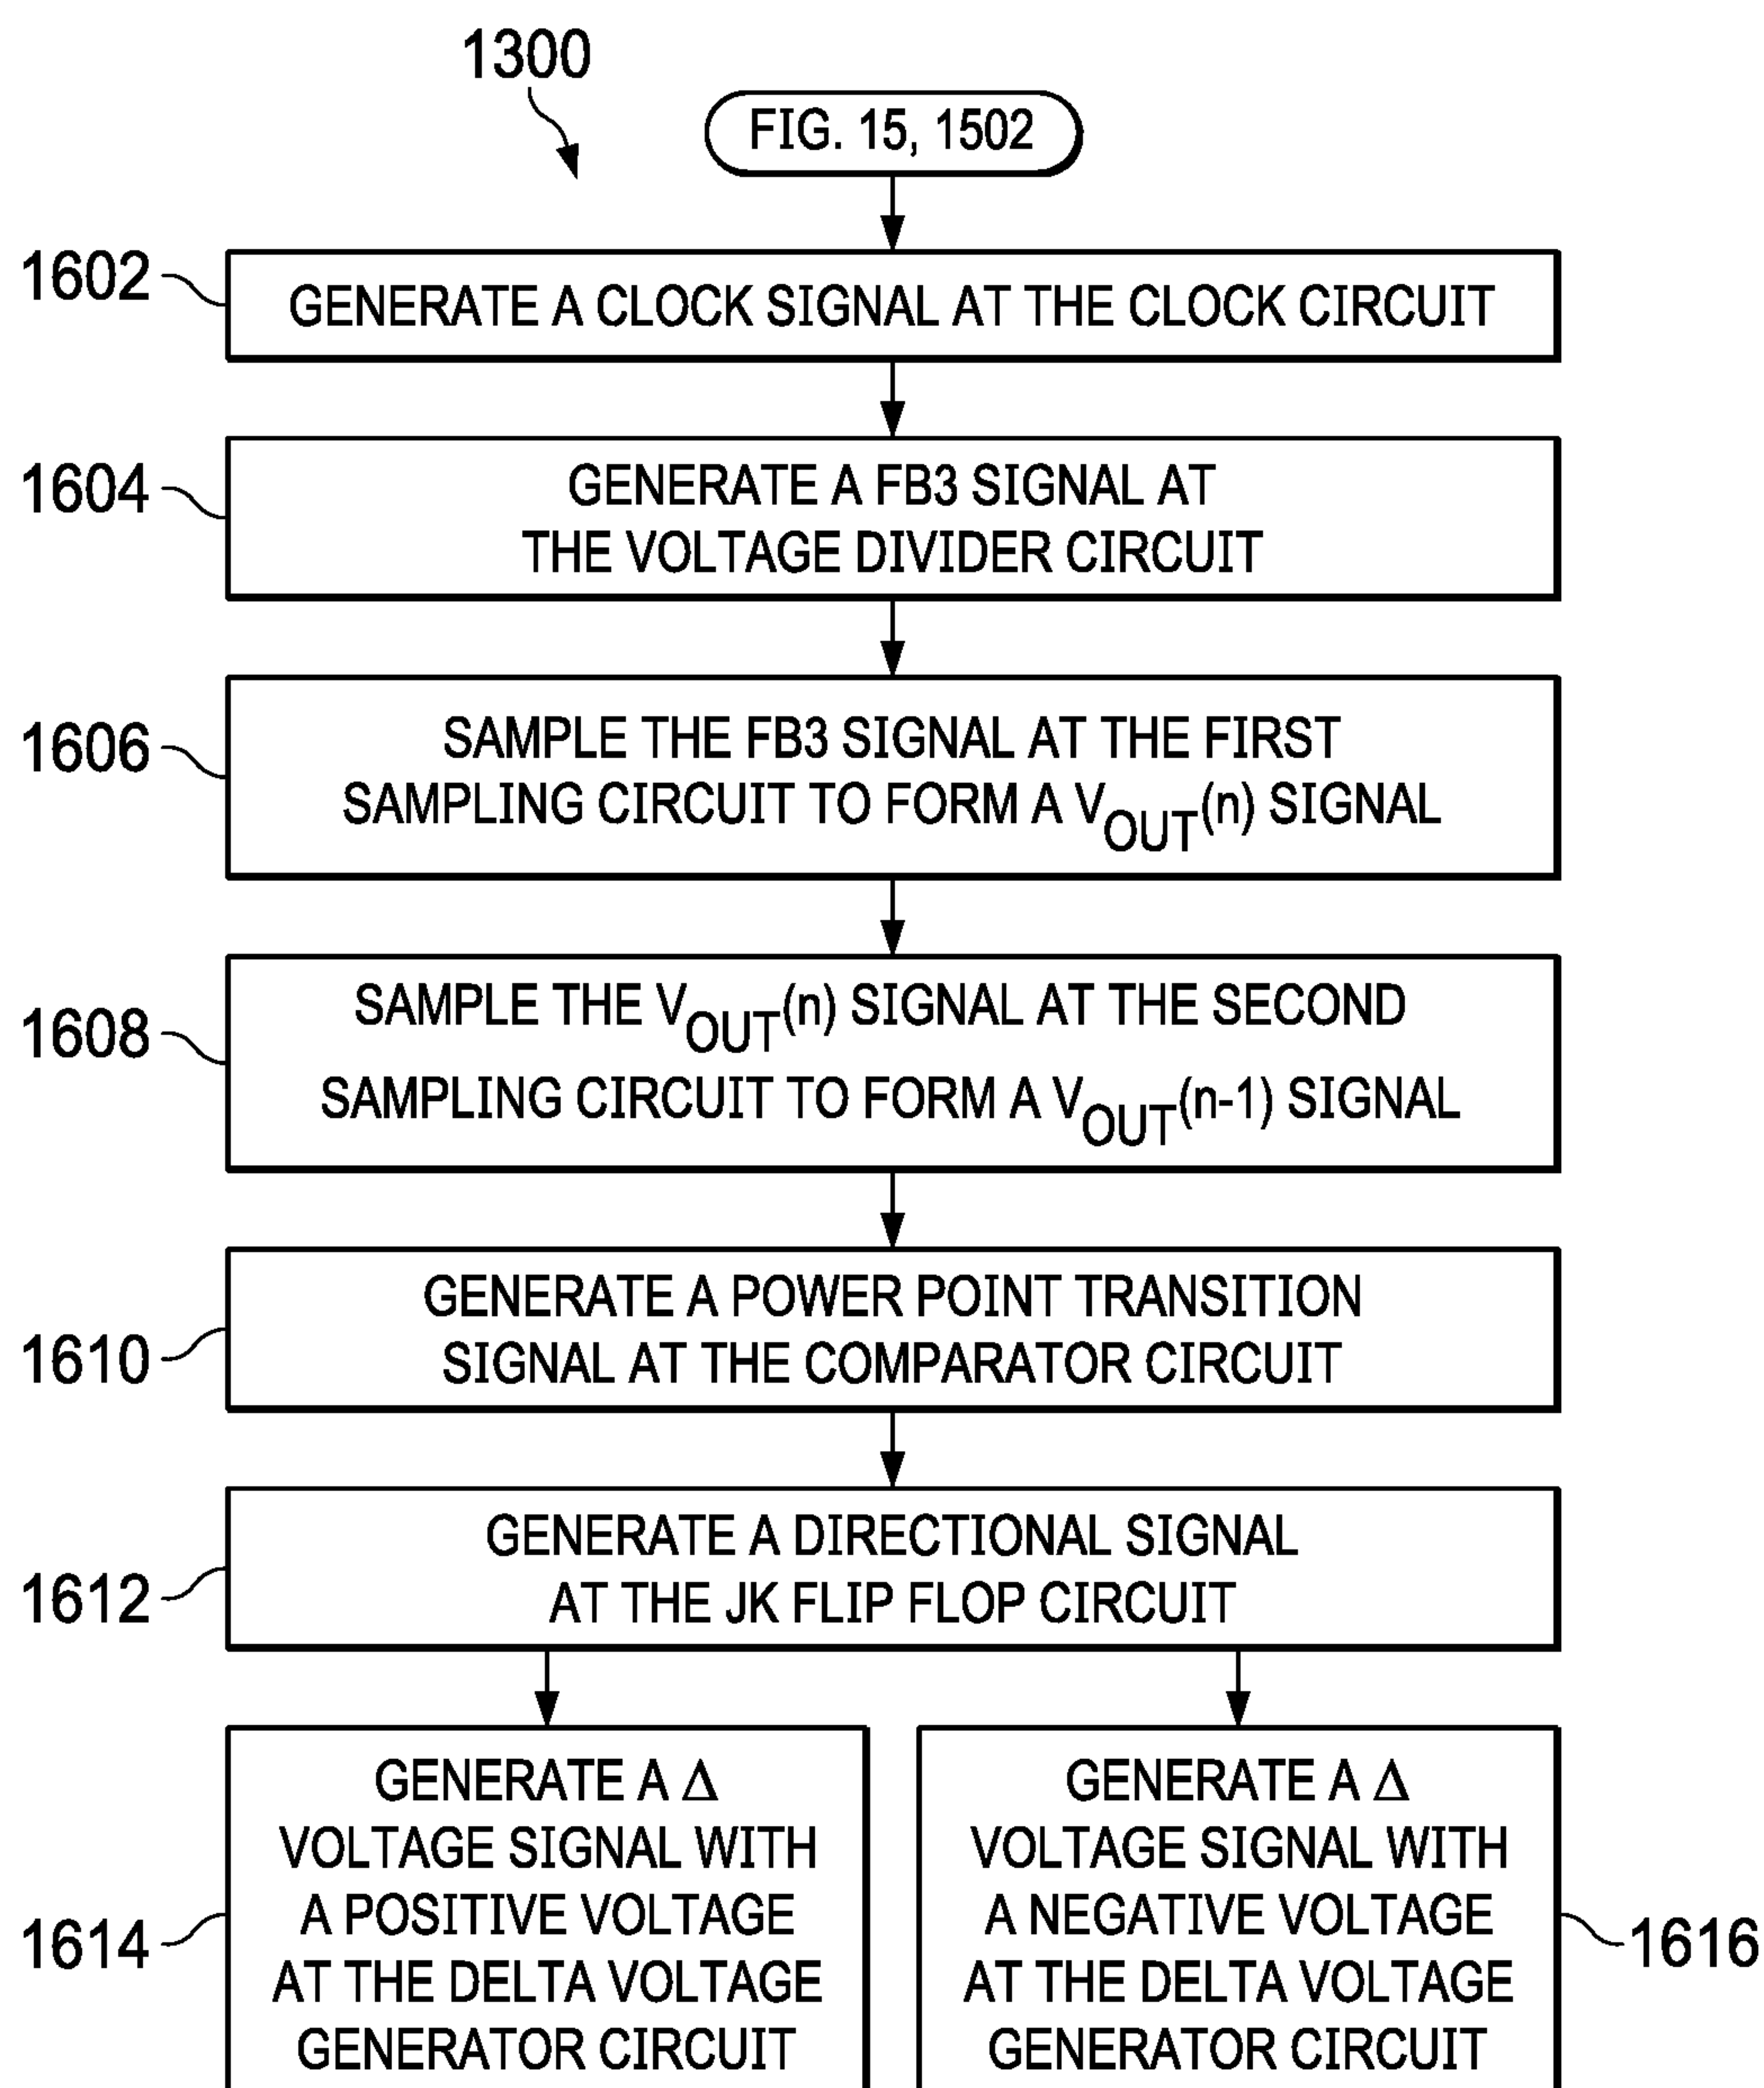 1300
FIG. 15, 1502
1602
GENERATE A CLOCK SIGNAL AT THE CLOCK CIRCUIT
1604
GENERATE A FB3 SIGNAL AT
THE VOLTAGE DIVIDER CIRCUIT
1606
SAMPLE THE FB3 SIGNAL AT THE FIRST
SAMPLING CIRCUIT TO FORM A VOUT(n) SIGNAL
1608
SAMPLE THE VOUT(n) SIGNAL AT THE SECOND
SAMPLING CIRCUIT TO FORM A VOUT(n-1) SIGNAL
1610
GENERATE A POWER POINT TRANSITION
SIGNAL AT THE COMPARATOR CIRCUIT
1612
GENERATE A DIRECTIONAL SIGNAL
AT THE JK FLIP FLOP CIRCUIT
1614
GENERATE A Δ
VOLTAGE SIGNAL WITH
A POSITIVE VOLTAGE
AT THE DELTA VOLTAGE
GENERATOR CIRCUIT
GENERATE A Δ
VOLTAGE SIGNAL WITH
A NEGATIVE VOLTAGE
AT THE DELTA VOLTAGE
GENERATOR CIRCUIT
1616